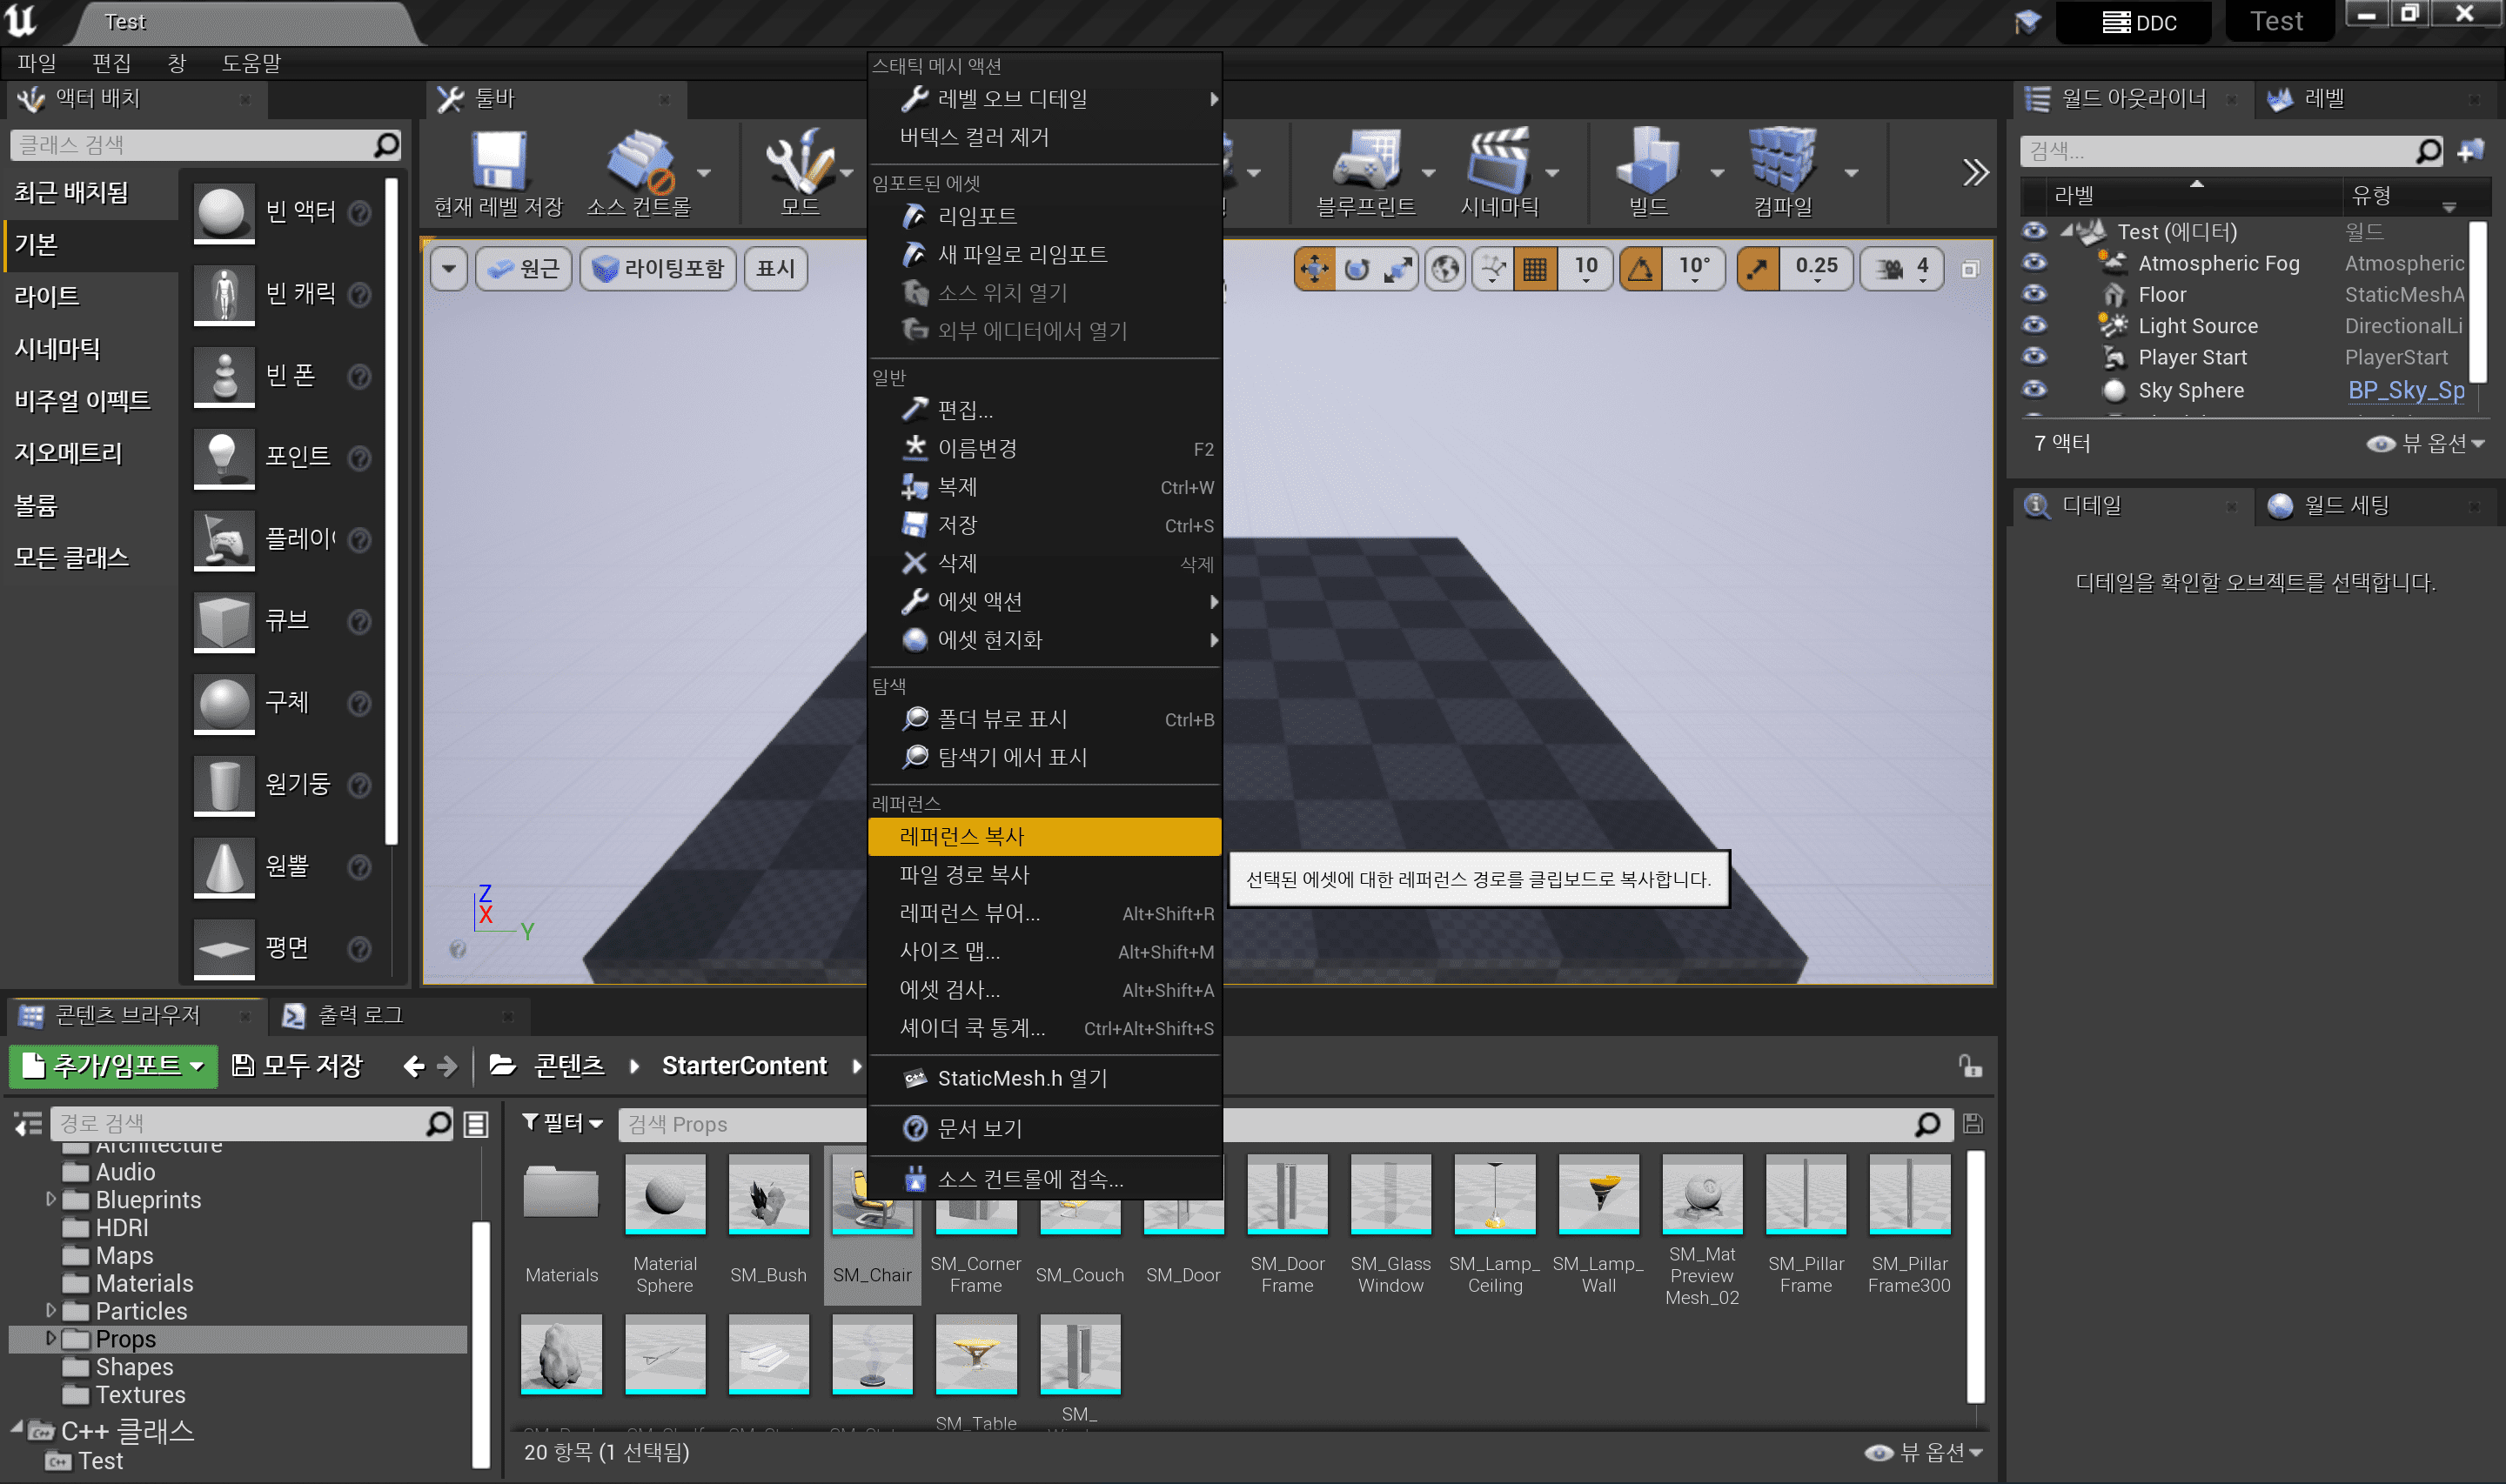 Test
DDC
Test
파일 편집 창 도움말
액터 배치
클래스 검색
최근 배치됨
기본
라이트
시네마틱
비주얼 이펙트
지오메트리
볼륨
모든 클래스
빈 액터
빈 캐릭
빈 폰
포인트
플레이
큐브
구체
원기둥
원뿔
평면
툴바
현재 레벨 저장
소스 컨트롤
모드
블루프린트
시네마틱
빌드
컴파일
원근
라이팅포함
표시
10
10°
0.25
4
Z
X
Y
스태틱 메시 액션
레벨 오브 디테일
버텍스 컬러 제거
임포트된 에셋
리임포트
새 파일로 리임포트
소스 위치 열기
외부 에디터에서 열기
일반
편집...
이름변경 F2
복제 Ctrl+W
저장 Ctrl+S
삭제 삭제
에셋 액션
에셋 현지화
탐색
폴더 뷰로 표시 Ctrl+B
탐색기 에서 표시
레퍼런스
레퍼런스 복사
파일 경로 복사
레퍼런스 뷰어... Alt+Shift+R
사이즈 맵... Alt+Shift+M
에셋 검사... Alt+Shift+A
셰이더 쿡 통계... Ctrl+Alt+Shift+S
StaticMesh.h 열기
문서 보기
소스 컨트롤에 접속...
선택된 에셋에 대한 레퍼런스 경로를 클립보드로 복사합니다.
월드 아웃라이너
레벨
검색...
라벨 유형
Test (에디터) 월드
Atmospheric Fog Atmospheric
Floor StaticMeshA
Light Source DirectionalLi
Player Start PlayerStart
Sky Sphere BP_Sky_Sp
7 액터
뷰 옵션
디테일
월드 세팅
디테일을 확인할 오브젝트를 선택합니다.
콘텐츠 브라우저
출력 로그
추가/임포트
모두 저장
콘텐츠
StarterContent
경로 검색
필터
검색 Props
Architecture
Audio
Blueprints
HDRI
Maps
Materials
Particles
Props
Shapes
Textures
C++ 클래스
Test
Materials
Material
Sphere
SM_Bush
SM_Chair
SM_Corner
Frame
SM_Couch
SM_Door
SM_Door
Frame
SM_Glass
Window
SM_Lamp_
Ceiling
SM_Lamp_
Wall
SM_Mat
Preview
Mesh_02
SM_Pillar
Frame
SM_Pillar
Frame300
SM_Table
SM_
20 항목 (1 선택됨)
뷰 옵션